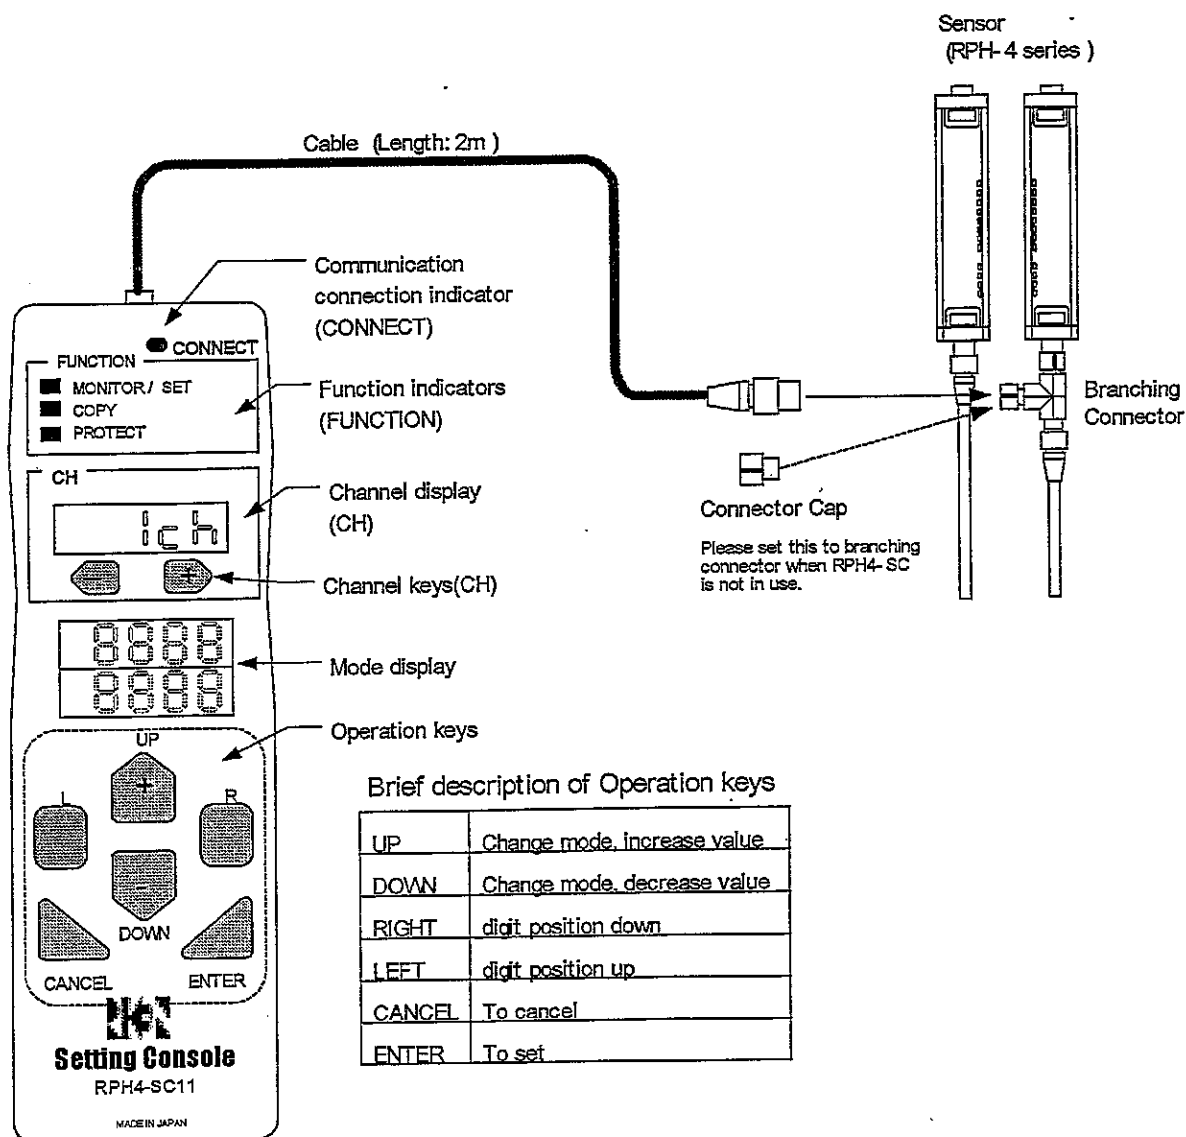 Sensor
(RPH-4 series )
Cable (Length: 2m )
Communication
connection indicator
(CONNECT)
CONNECT
FUNCTION
MONITOR / SET
COPY
PROTECT
Function indicators
(FUNCTION)
Branching
Connector
CH
1ch
Channel display
(CH)
Connector Cap
Please set this to branching
connector when RPH4-SC
is not in use.
-
+
Channel keys(CH)
8888
8888
Mode display
Operation keys
UP
+
L
R
-
DOWN
CANCEL
ENTER
Brief description of Operation keys
UP Change mode, increase value
DOWN Change mode, decrease value
RIGHT digit position down
LEFT digit position up
CANCEL To cancel
ENTER To set
Setting Console
RPH4-SC11
MADE IN JAPAN